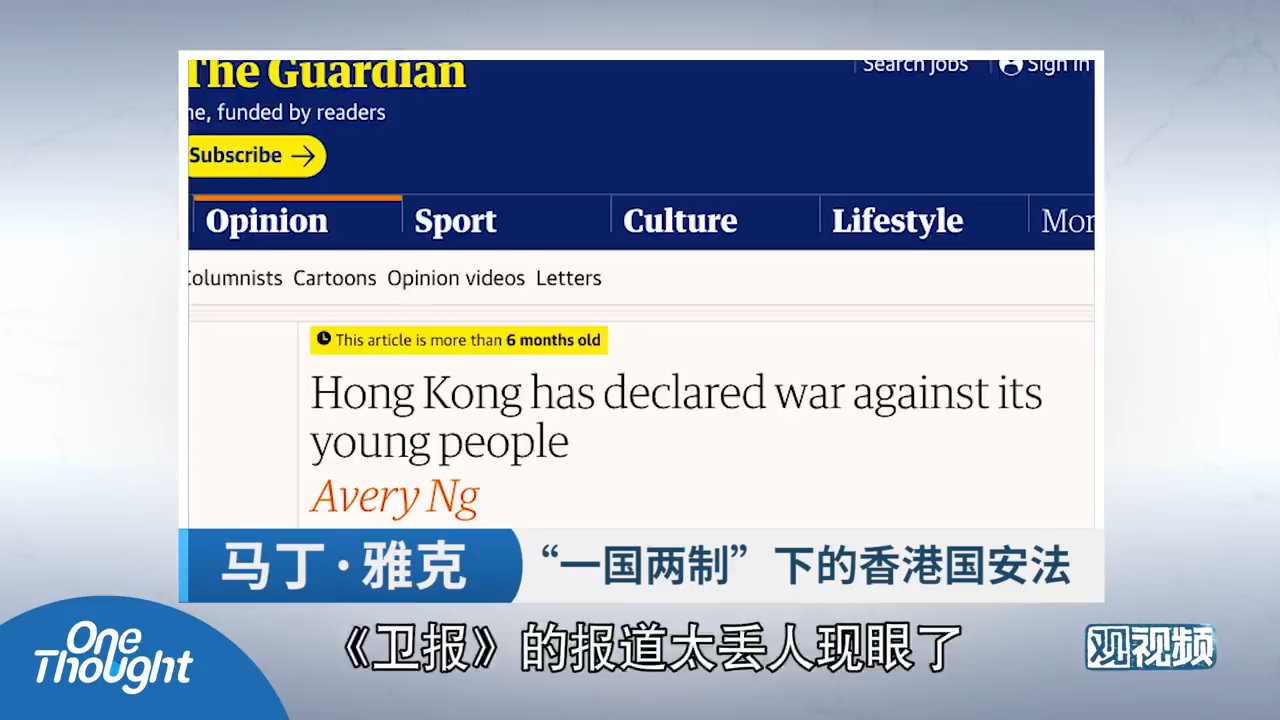 The Guardian
Search jobs
Sign in
ne, funded by readers
Subscribe
Opinion
Sport
Culture
Lifestyle
Mor
Columnists Cartoons Opinion videos Letters
This article is more than 6 months old
Hong Kong has declared war against its
young people
Avery Ng
马丁·雅克
“一国两制”下的香港国安法
《卫报》的报道太丢人现眼了
One
Thought
观视频